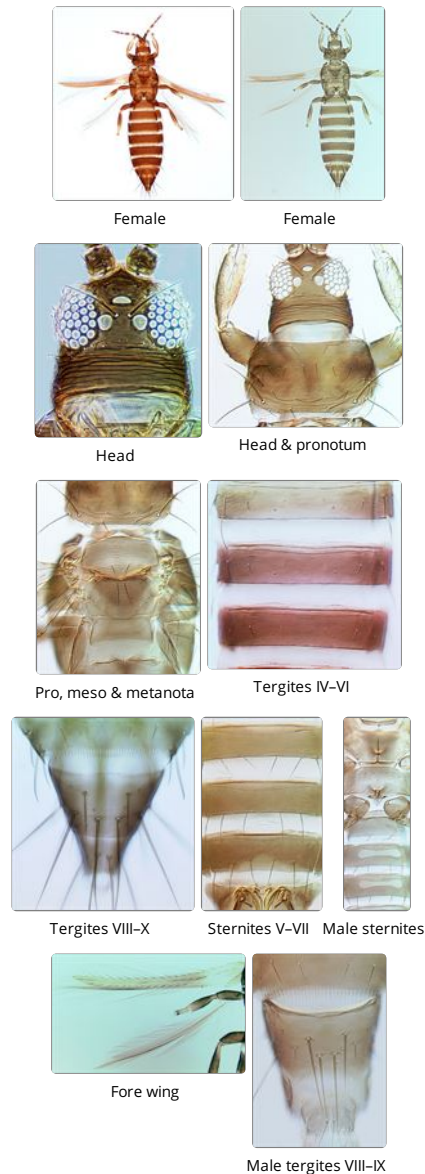 Female
Female
Head
Head & pronotum
Pro, meso & metanota
Tergites IV–VI
Tergites VIII–X
Sternites V–VII
Male sternites
Fore wing
Male tergites VIII–IX